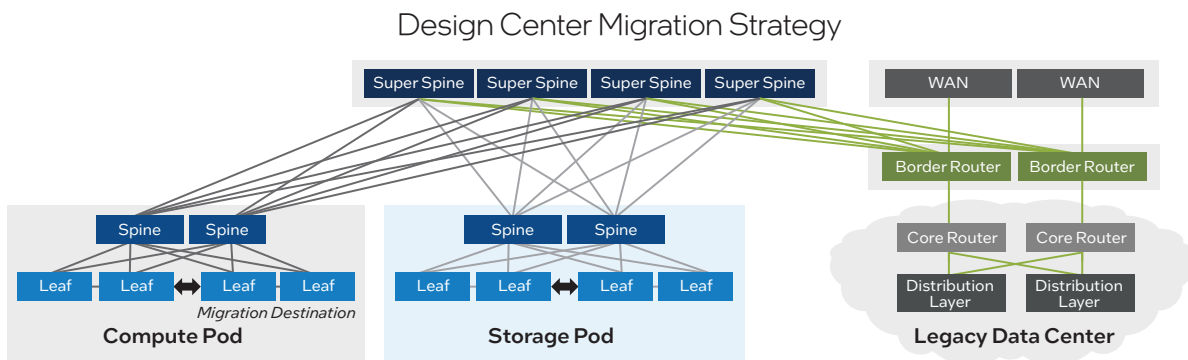 Design Center Migration Strategy
Super Spine
Super Spine
Super Spine
Super Spine
WAN
WAN
Border Router
Border Router
Spine
Spine
Spine
Spine
Core Router
Core Router
Leaf
Leaf
Leaf
Leaf
Leaf
Leaf
Leaf
Leaf
Distribution
Layer
Distribution
Layer
Migration Destination
Compute Pod
Storage Pod
Legacy Data Center